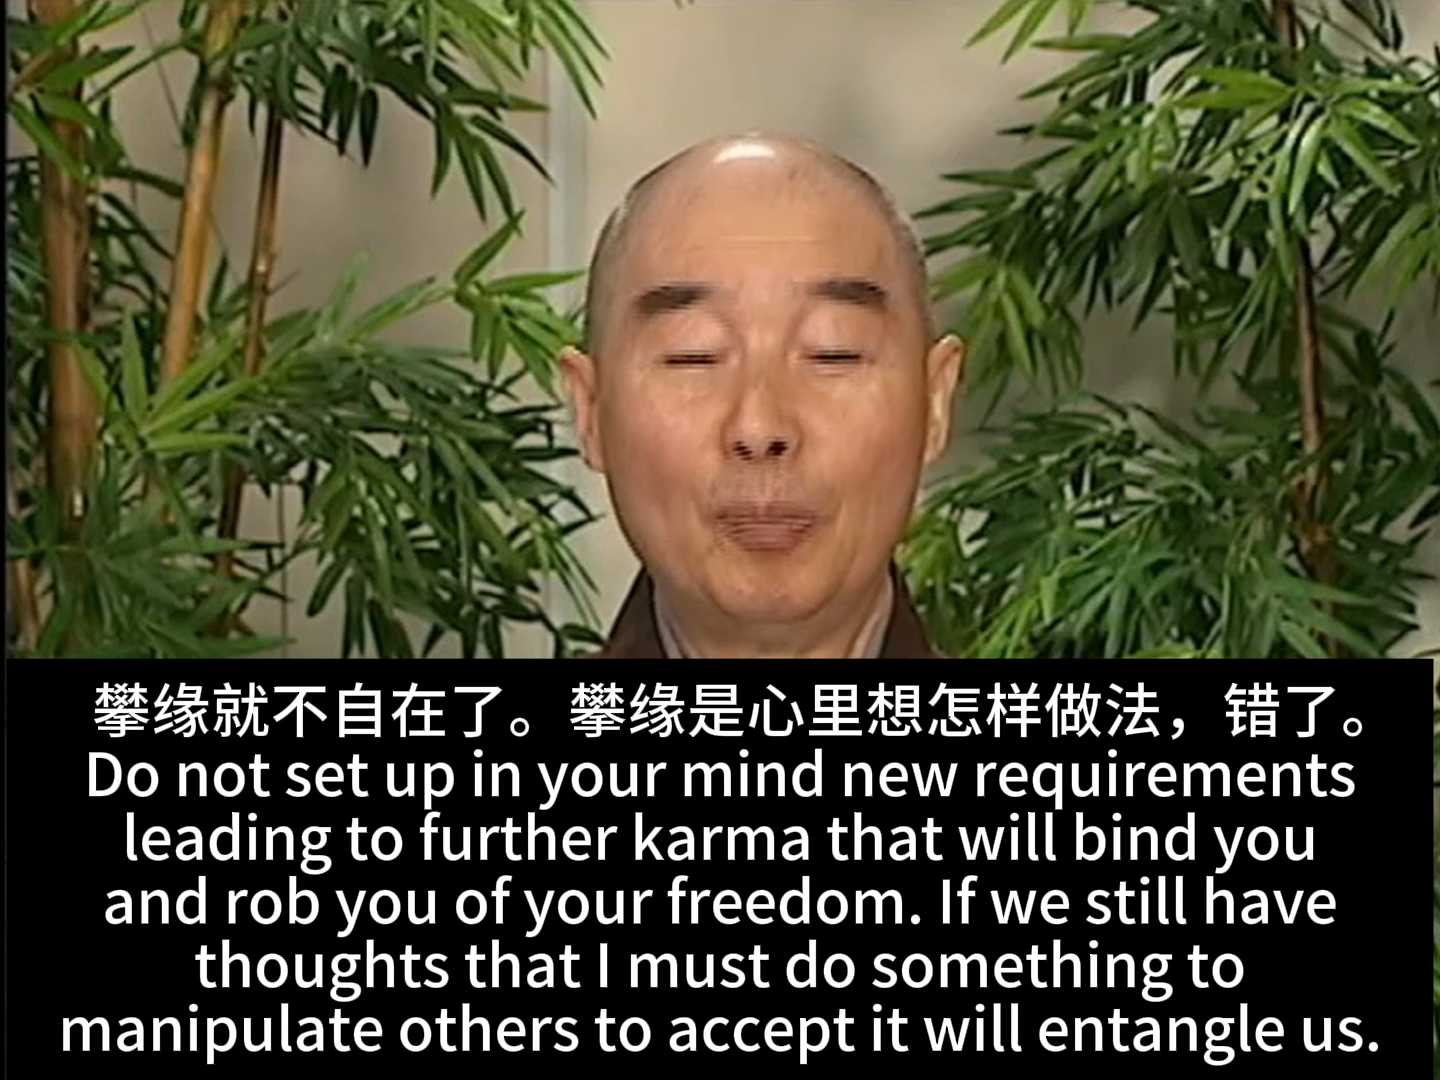 攀缘就不自在了。攀缘是心里想怎样做法，错了。
Do not set up in your mind new requirements
leading to further karma that will bind you
and rob you of your freedom. If we still have
thoughts that I must do something to
manipulate others to accept it will entangle us.